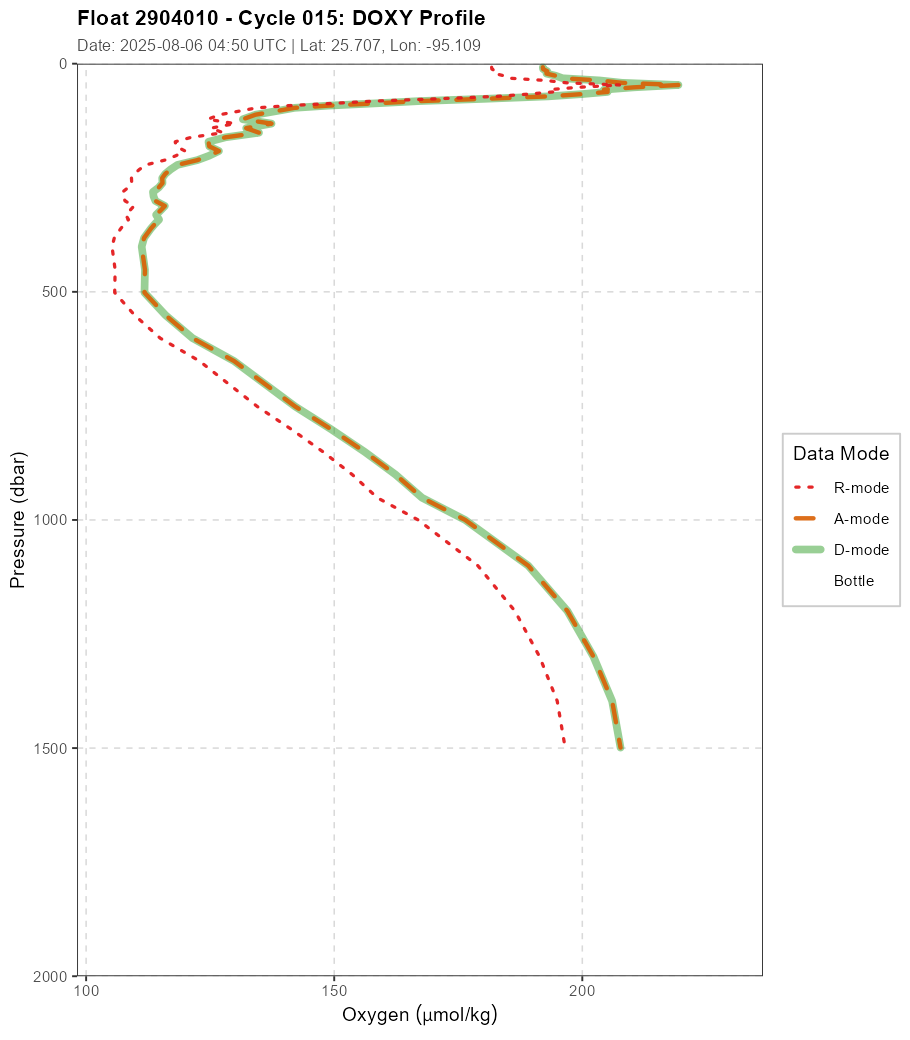 Float 2904010 - Cycle 015: DOXY Profile
Date: 2025-08-06 04:50 UTC | Lat: 25.707, Lon: -95.109
0
500
1000
1500
2000
Pressure (dbar)
100
150
200
Oxygen (μmol/kg)
Data Mode
R-mode
A-mode
D-mode
Bottle